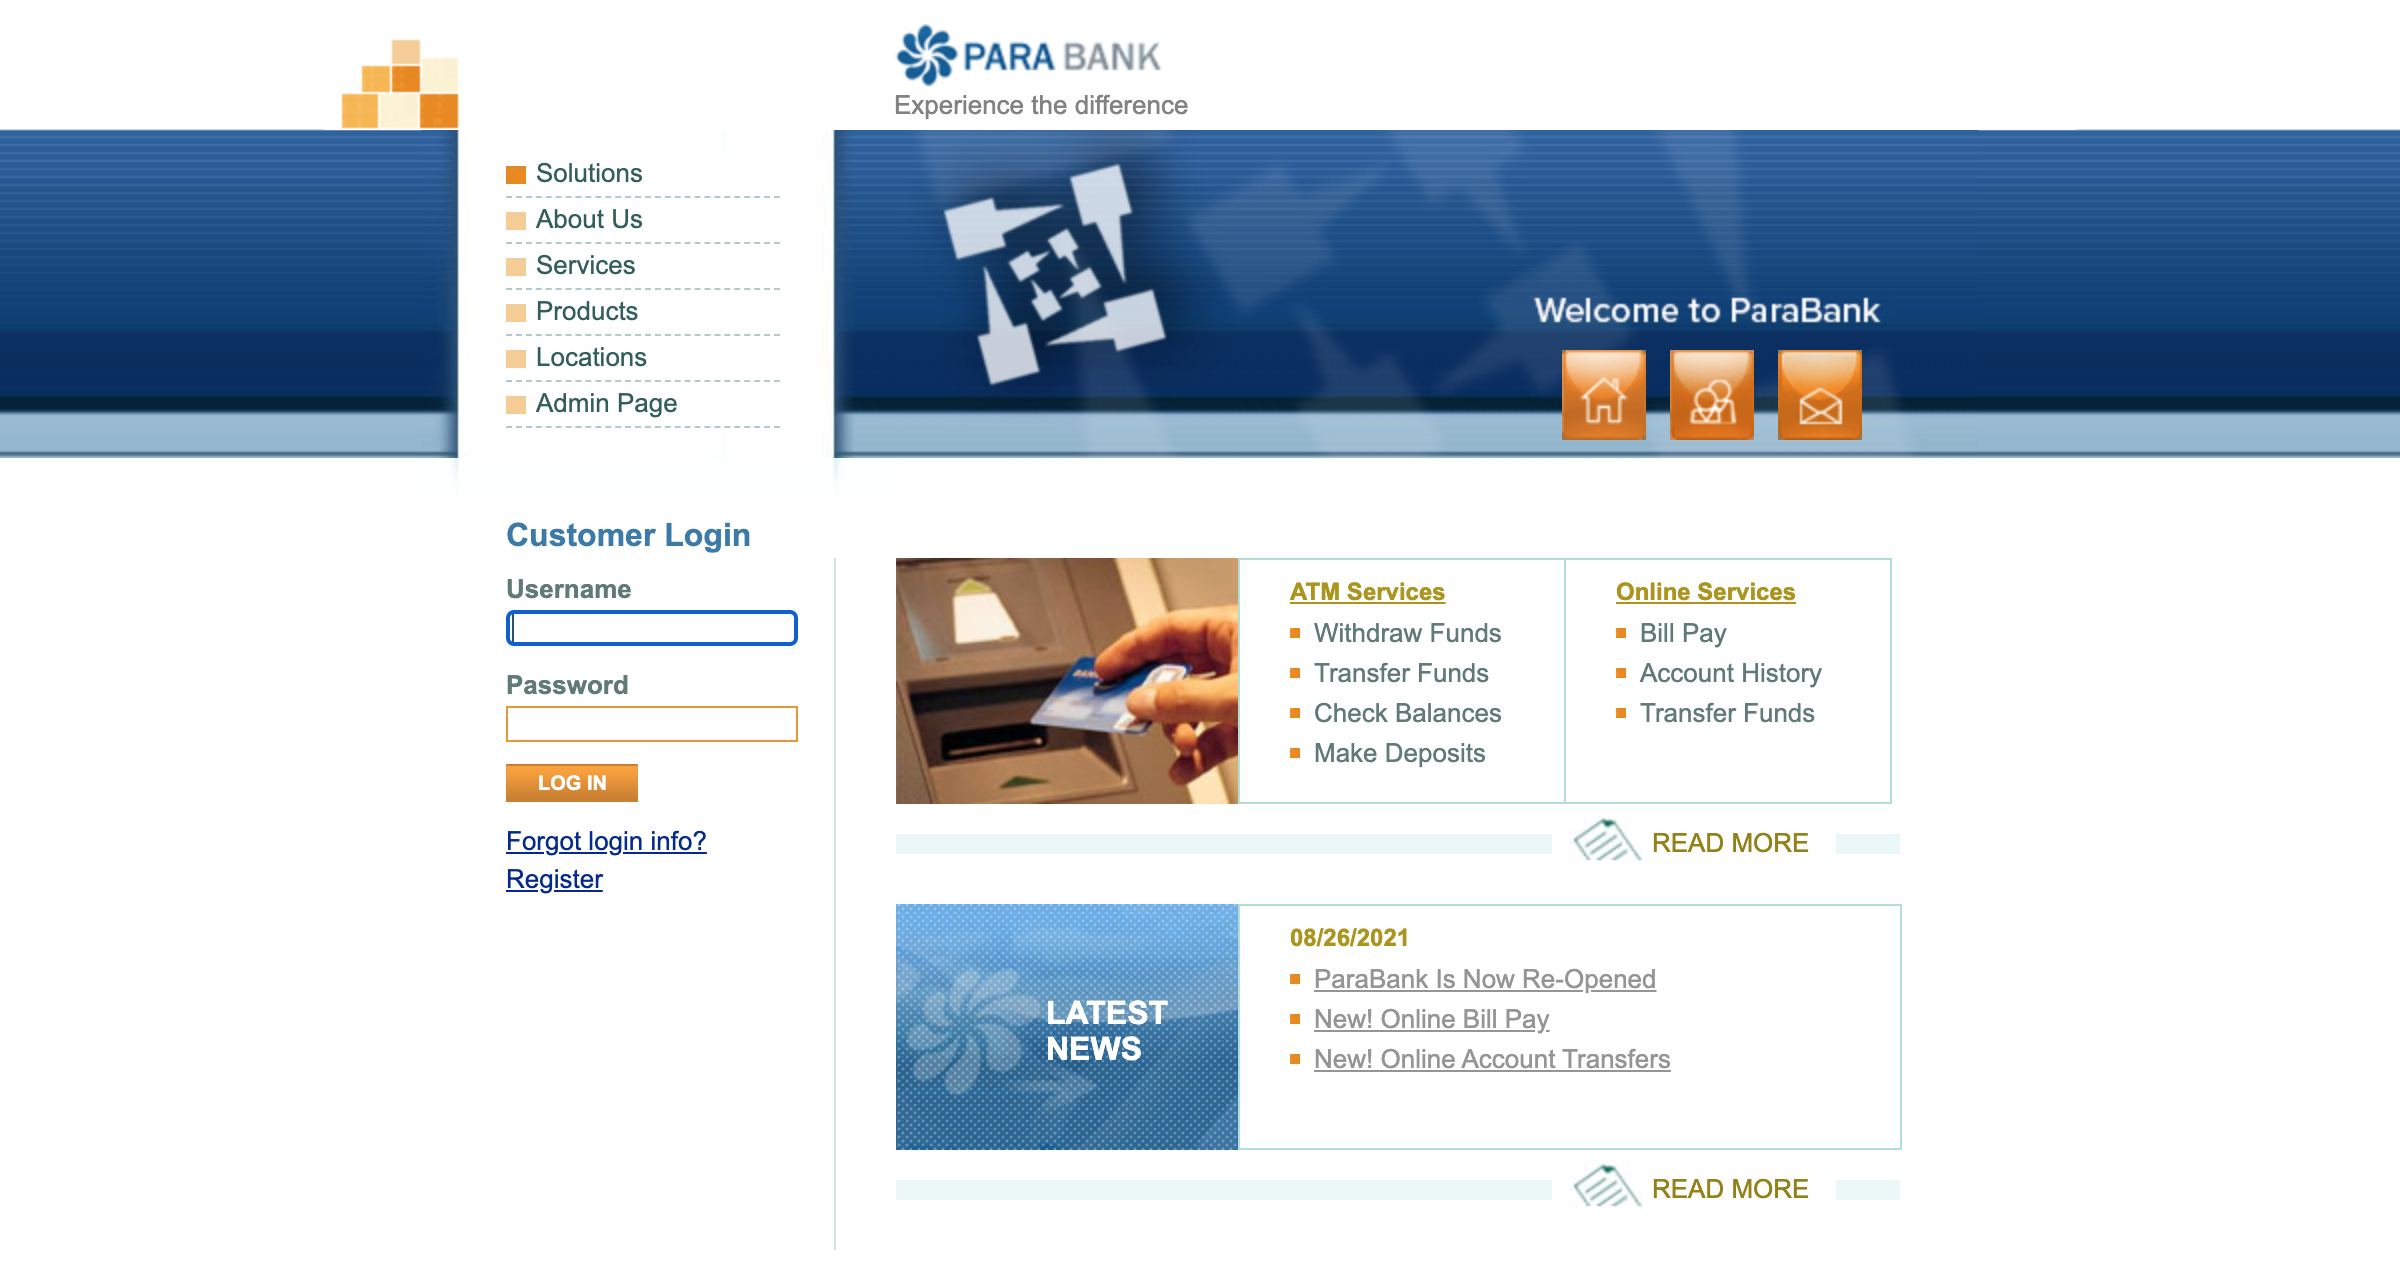 PARA BANK
Experience the difference
Solutions
About Us
Services
Products
Locations
Admin Page
Welcome to ParaBank
Customer Login
Username
Password
LOG IN
Forgot login info?
Register
BANK
ATM Services
Withdraw Funds
Transfer Funds
Check Balances
Make Deposits
Online Services
Bill Pay
Account History
Transfer Funds
READ MORE
LATEST
NEWS
08/26/2021
ParaBank Is Now Re-Opened
New! Online Bill Pay
New! Online Account Transfers
READ MORE